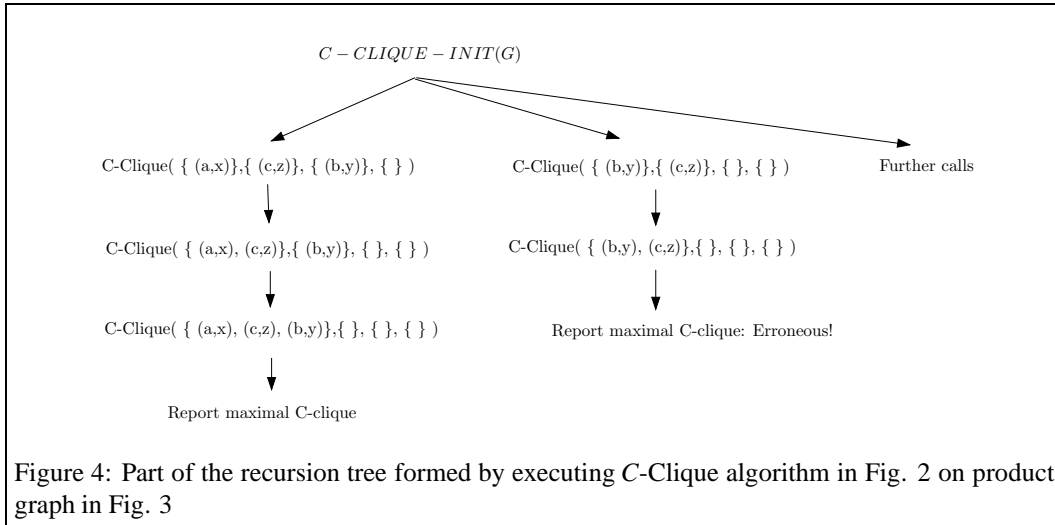 C − CLIQUE − INIT(G)
C-Clique( { (a,x)},{ (c,z)}, { (b,y)}, { } )
C-Clique( { (b,y)},{ (c,z)}, { }, { } )
Further calls
C-Clique( { (a,x), (c,z)},{ (b,y)}, { }, { } )
C-Clique( { (b,y), (c,z)},{ }, { }, { } )
C-Clique( { (a,x), (c,z), (b,y)},{ }, { }, { } )
Report maximal C-clique: Erroneous!
Report maximal C-clique
Figure 4: Part of the recursion tree formed by executing C-Clique algorithm in Fig. 2 on product
graph in Fig. 3